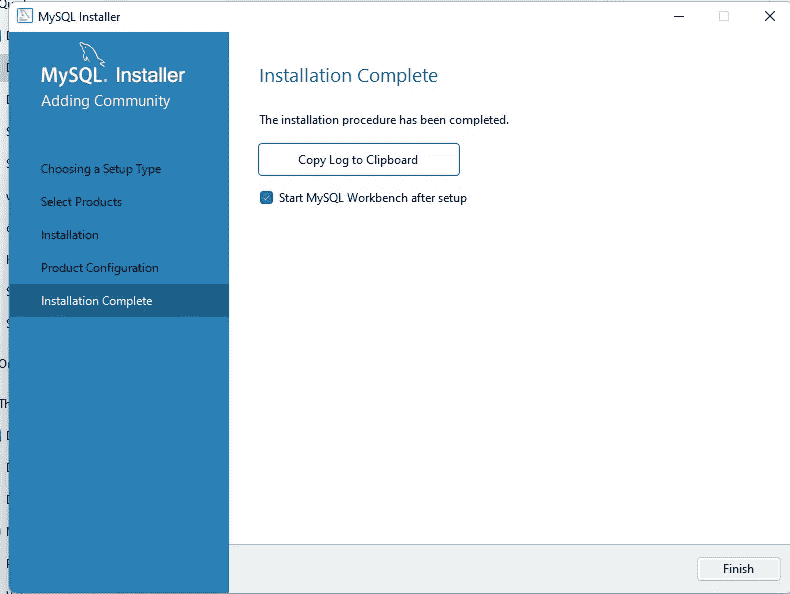 MySQL Installer
MySQL. Installer
Adding Community
Choosing a Setup Type
Select Products
Installation
Product Configuration
Installation Complete
Installation Complete
The installation procedure has been completed.
Copy Log to Clipboard
Start MySQL Workbench after setup
Finish